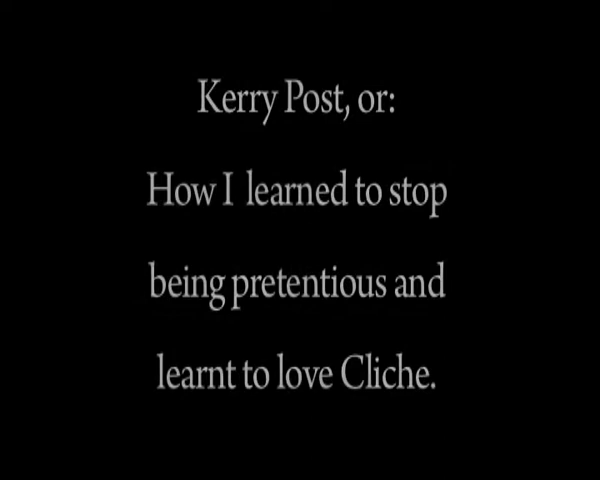 Kerry Post, or:
How I learned to stop
being pretentious and
learnt to love Cliche.